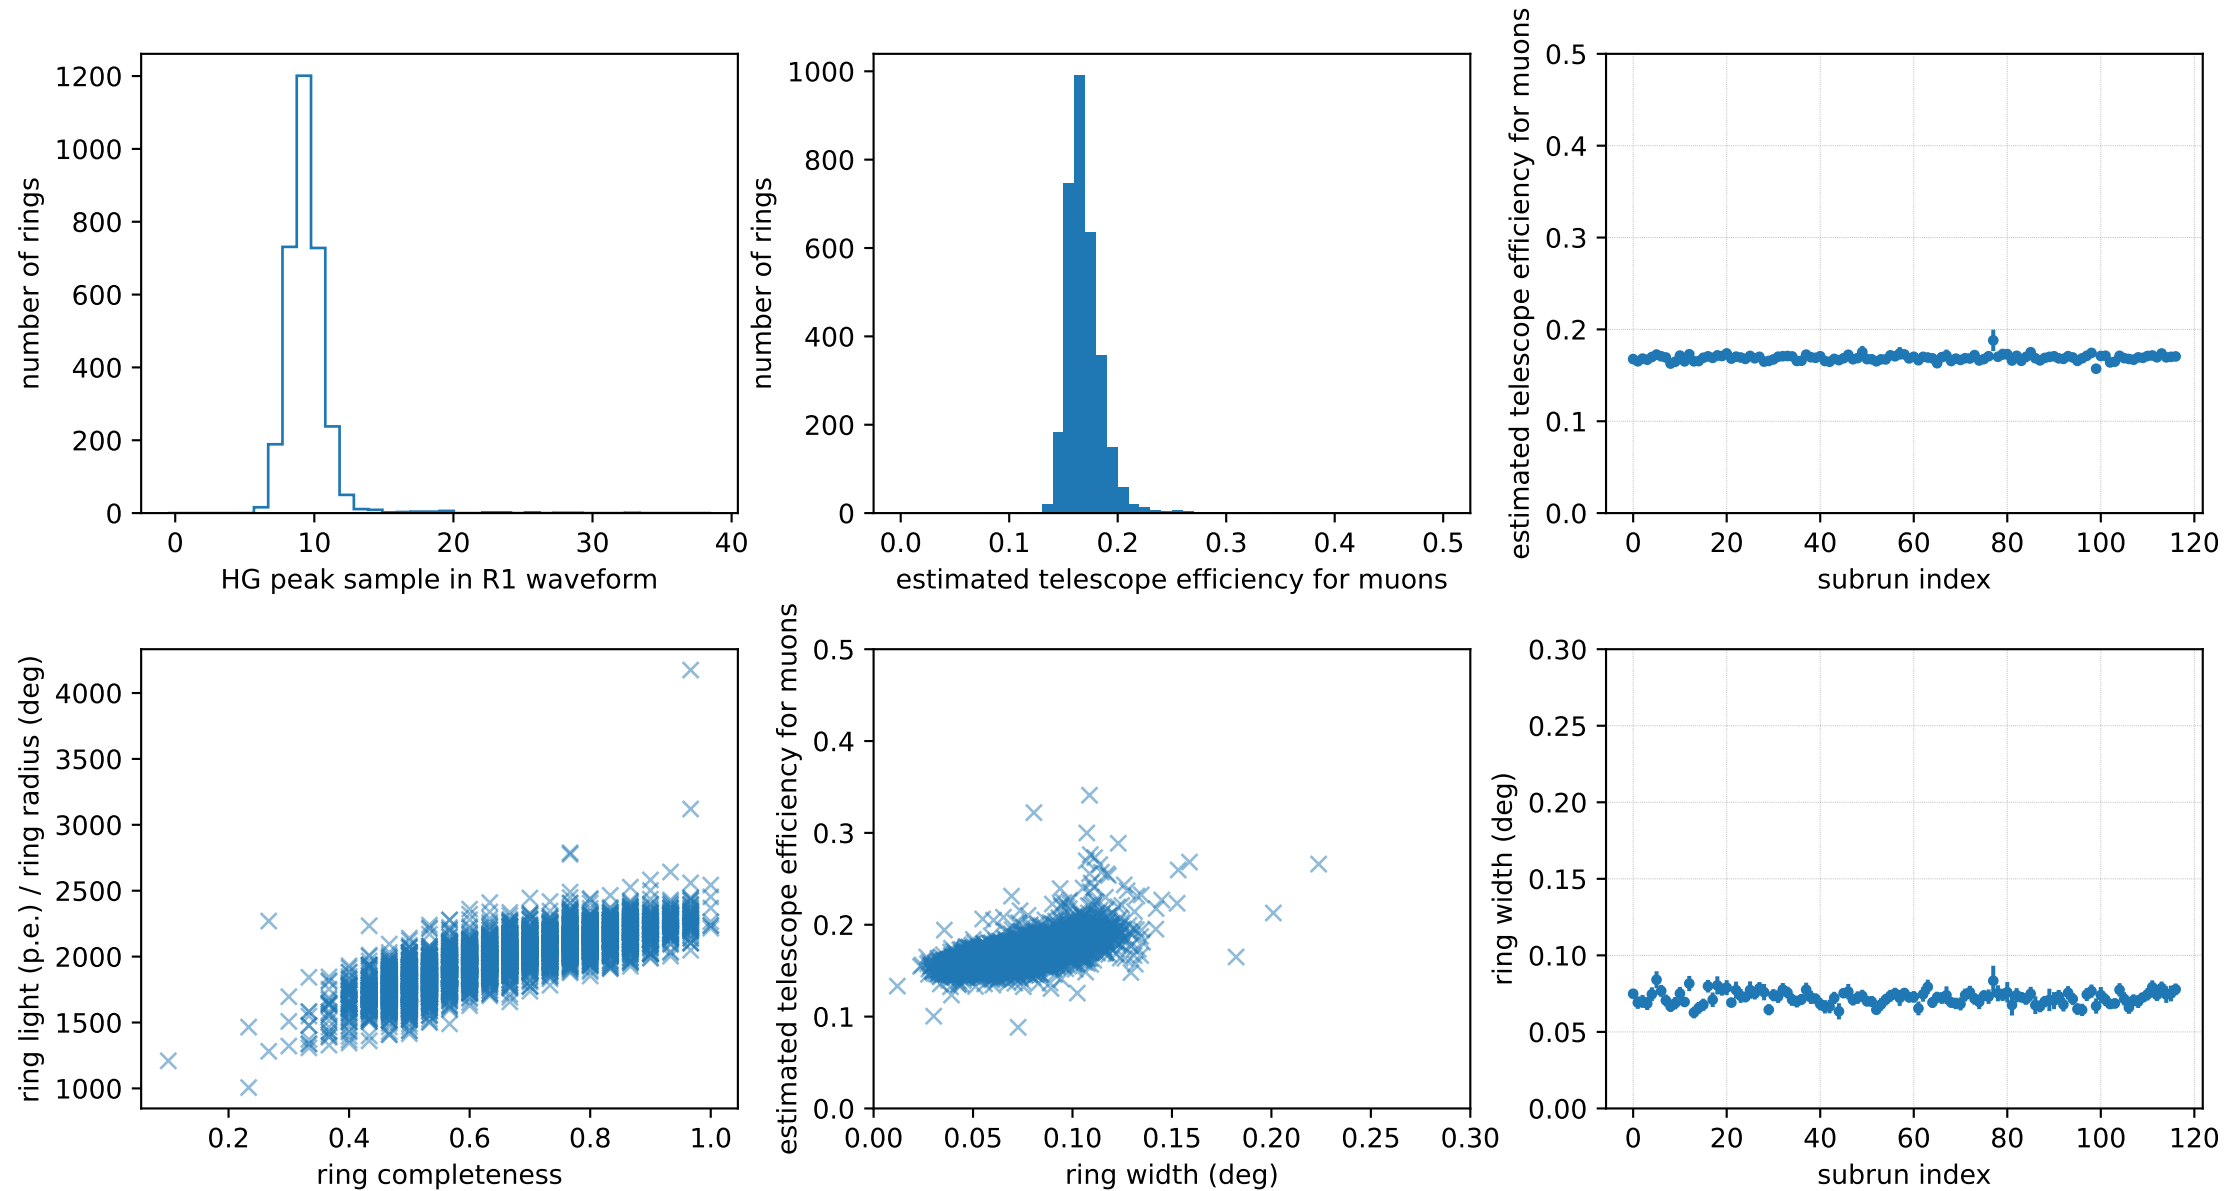 number of rings
1200
1000
800
600
400
200
0
0 10 20 30 40
HG peak sample in R1 waveform
number of rings
1000
800
600
400
200
0
0.0 0.1 0.2 0.3 0.4 0.5
estimated telescope efficiency for muons
estimated telescope efficiency for muons
0.5
0.4
0.3
0.2
0.1
0.0
0 20 40 60 80 100 120
subrun index
ring light (p.e.) / ring radius (deg)
4000
3500
3000
2500
2000
1500
1000
0.2 0.4 0.6 0.8 1.0
ring completeness
estimated telescope efficiency for muons
0.5
0.4
0.3
0.2
0.1
0.0
0.00 0.05 0.10 0.15 0.20 0.25 0.30
ring width (deg)
ring width (deg)
0.30
0.25
0.20
0.15
0.10
0.05
0.00
0 20 40 60 80 100 120
subrun index